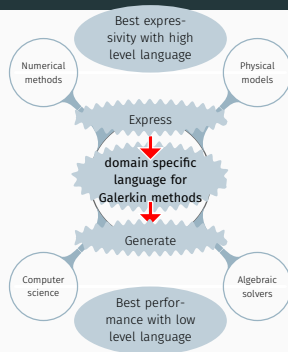 Best expres-
sivity with high
level language
Numerical
methods
Physical
models
Express
domain specific
language for
Galerkin methods
Generate
Computer
science
Algebraic
solvers
Best perfor-
mance with low
level language